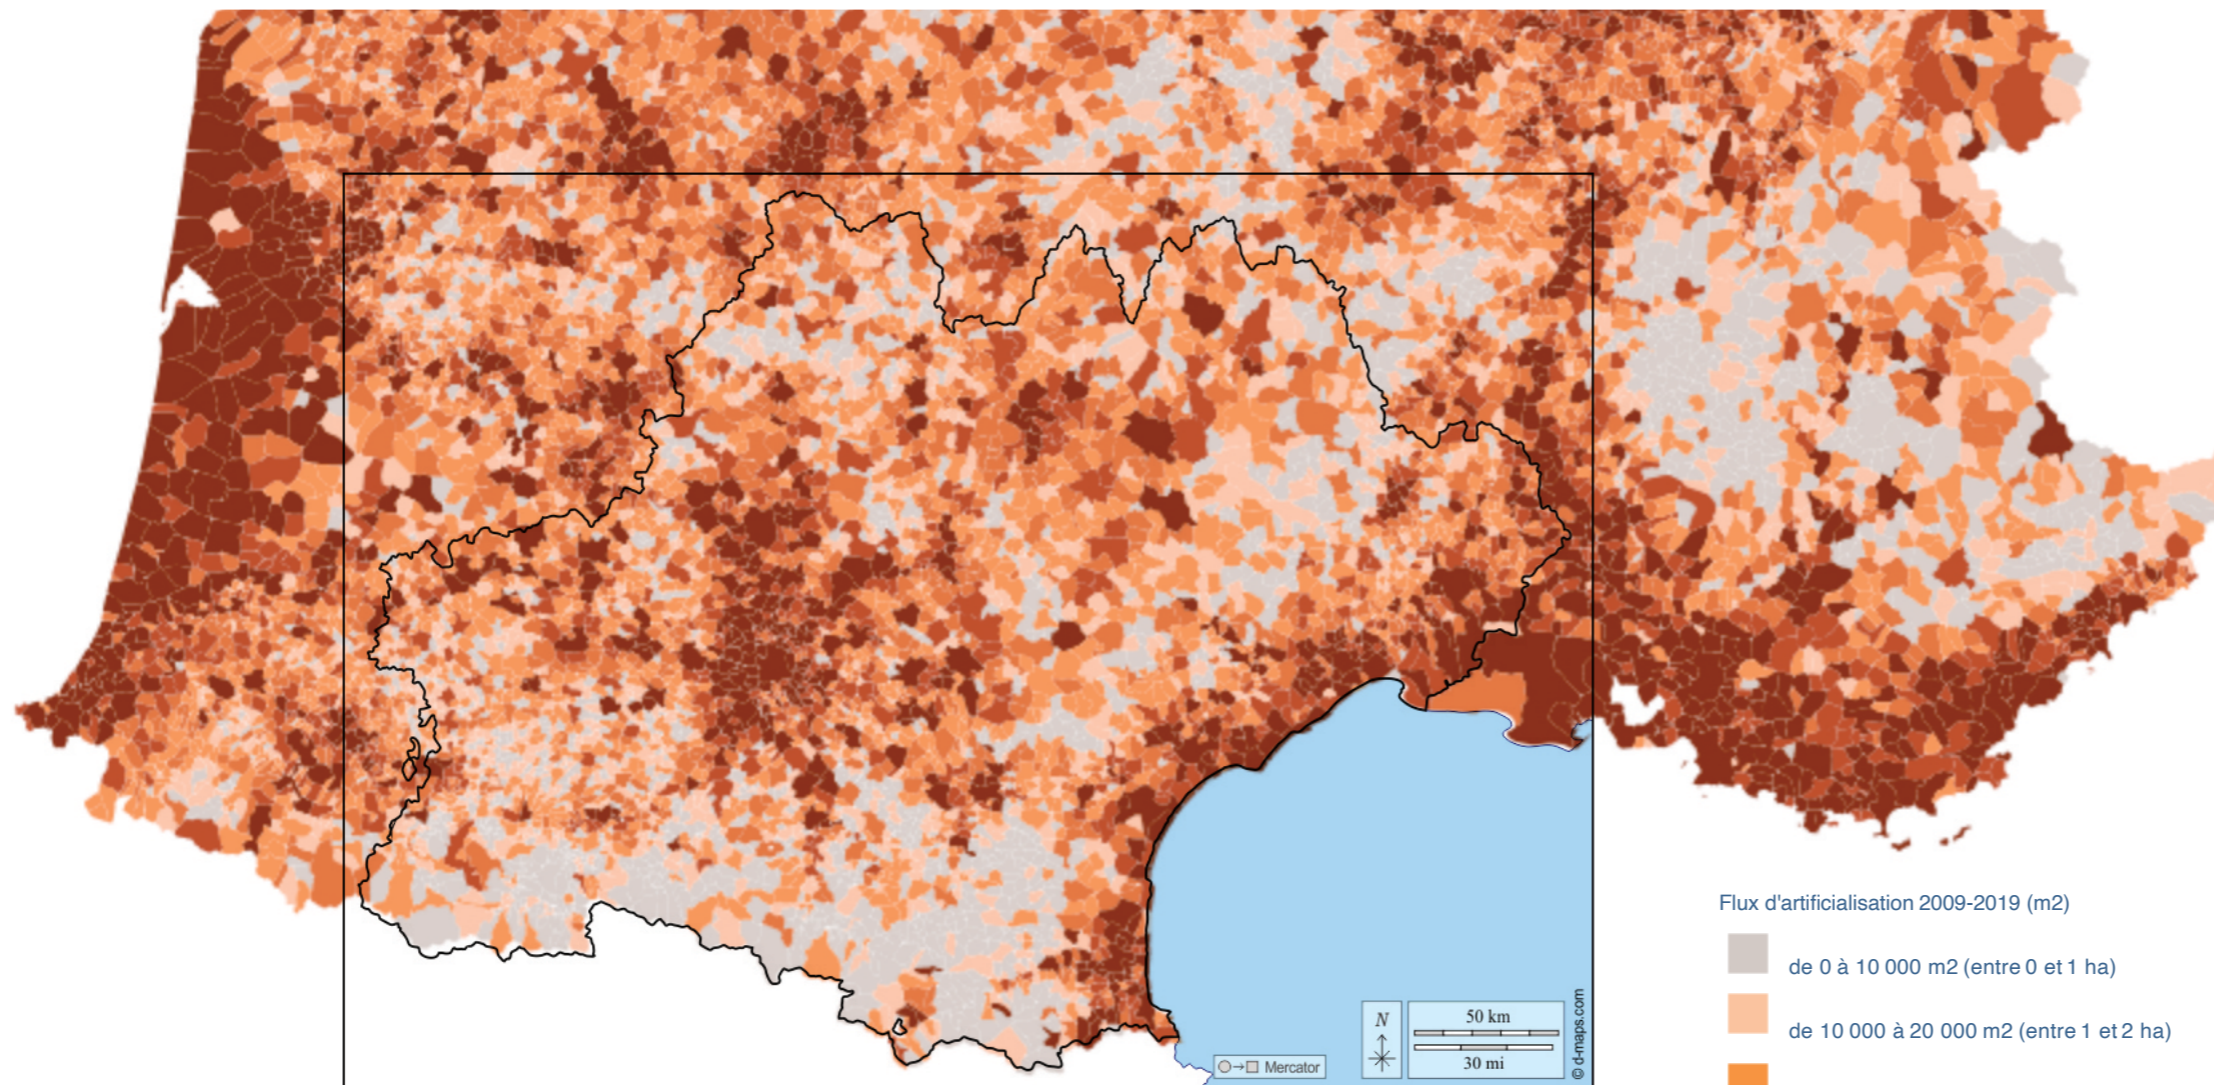 Flux d'artificialisation 2009-2019 (m2)
de 0 à 10 000 m2 (entre 0 et 1 ha)
de 10 000 à 20 000 m2 (entre 1 et 2 ha)
N
50 km
30 mi
Mercator
© d-maps.com